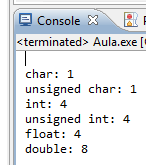 Console
<terminated> Aula.exe [
char: 1
unsigned char: 1
int: 4
unsigned int: 4
float: 4
double: 8